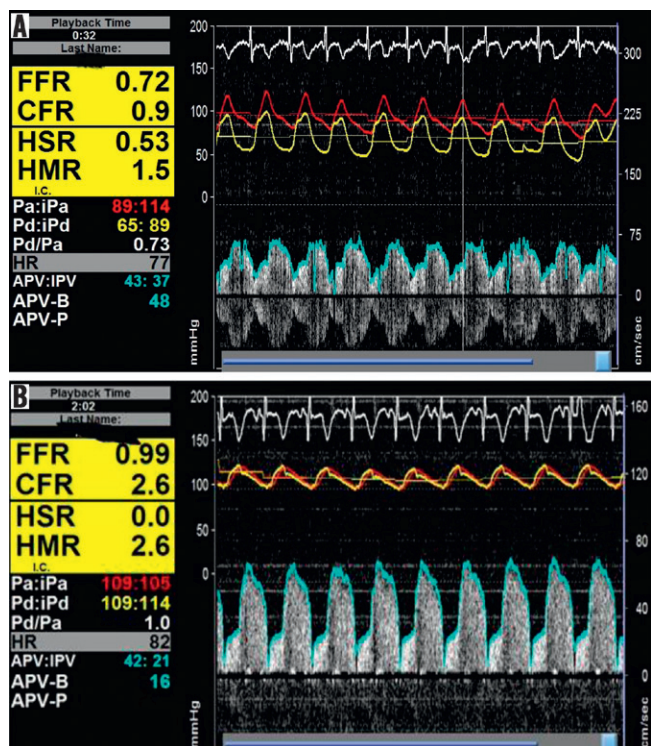 A
Playback Time
0:32
Last Name:
FFR 0.72
CFR 0.9
HSR 0.53
HMR 1.5
I.C.
Pa:iPa 89:114
Pd:iPd 65: 89
Pd/Pa 0.73
HR 77
APV:IPV 43: 37
APV-B 48
APV-P
200
150
100
50
0
mmHg
300
225
150
75
0
cm/sec
B
Playback Time
2:02
Last Name:
FFR 0.99
CFR 2.6
HSR 0.0
HMR 2.6
I.C.
Pa:iPa 109:105
Pd:iPd 109:114
Pd/Pa 1.0
HR 82
APV:IPV 42: 21
APV-B 16
APV-P
200
150
100
50
0
mmHg
160
120
80
40
0
cm/sec